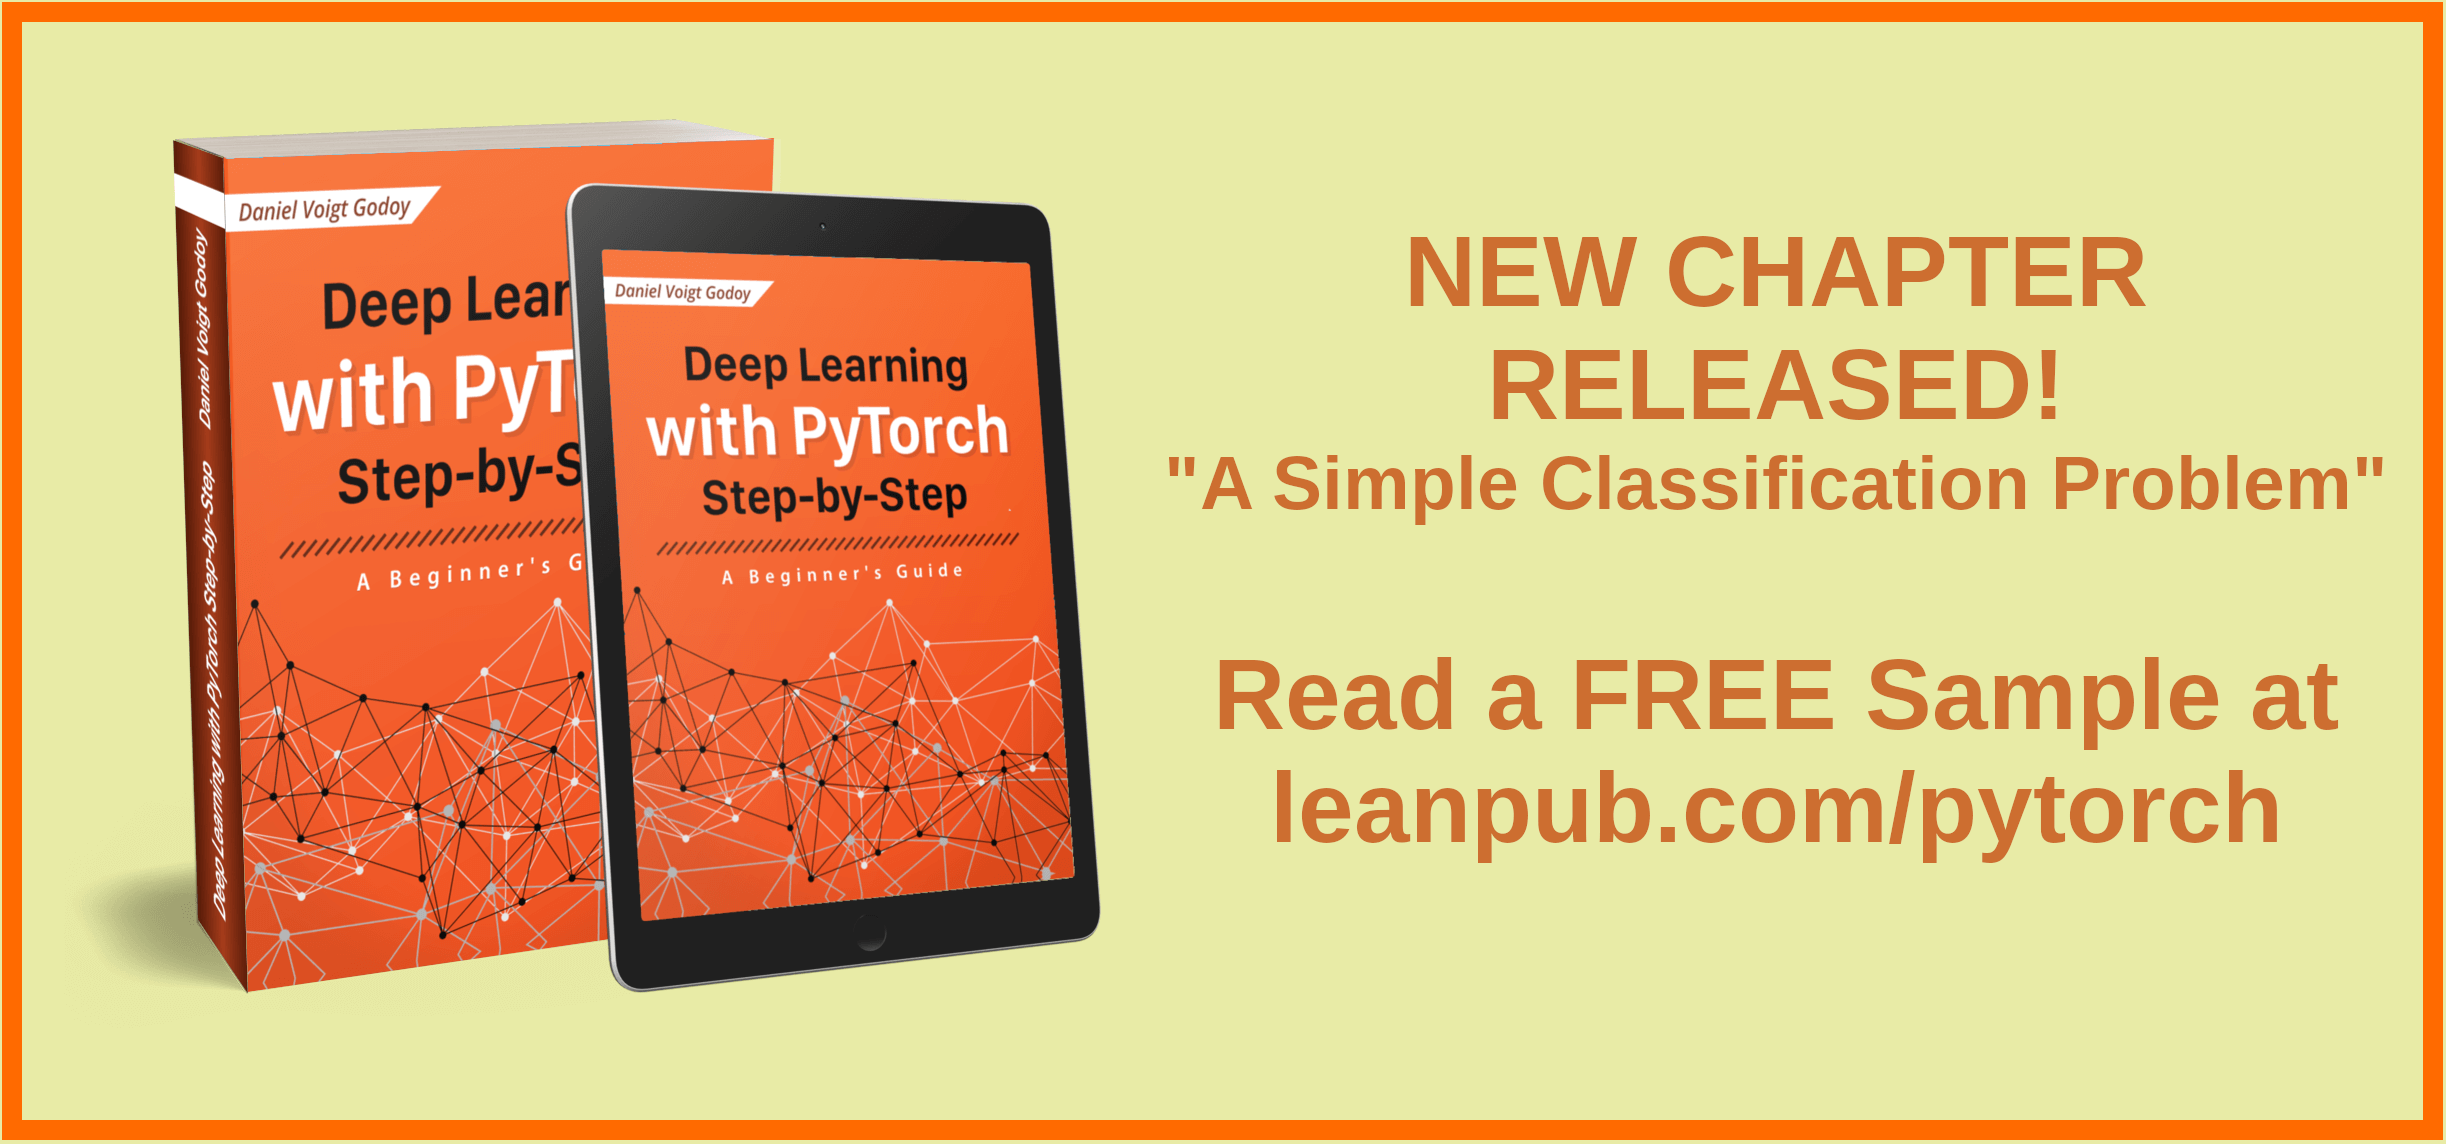 Daniel Voigt Godoy
Deep Learning with PyTorch Step-by-Step Daniel Voigt Godoy
Deep Lear
with PyT
Step-by-S
A Beginner's G
Daniel Voigt Godoy
Deep Learning
with PyTorch
Step-by-Step
A Beginner's Guide
NEW CHAPTER
RELEASED!
"A Simple Classification Problem"
Read a FREE Sample at
leanpub.com/pytorch